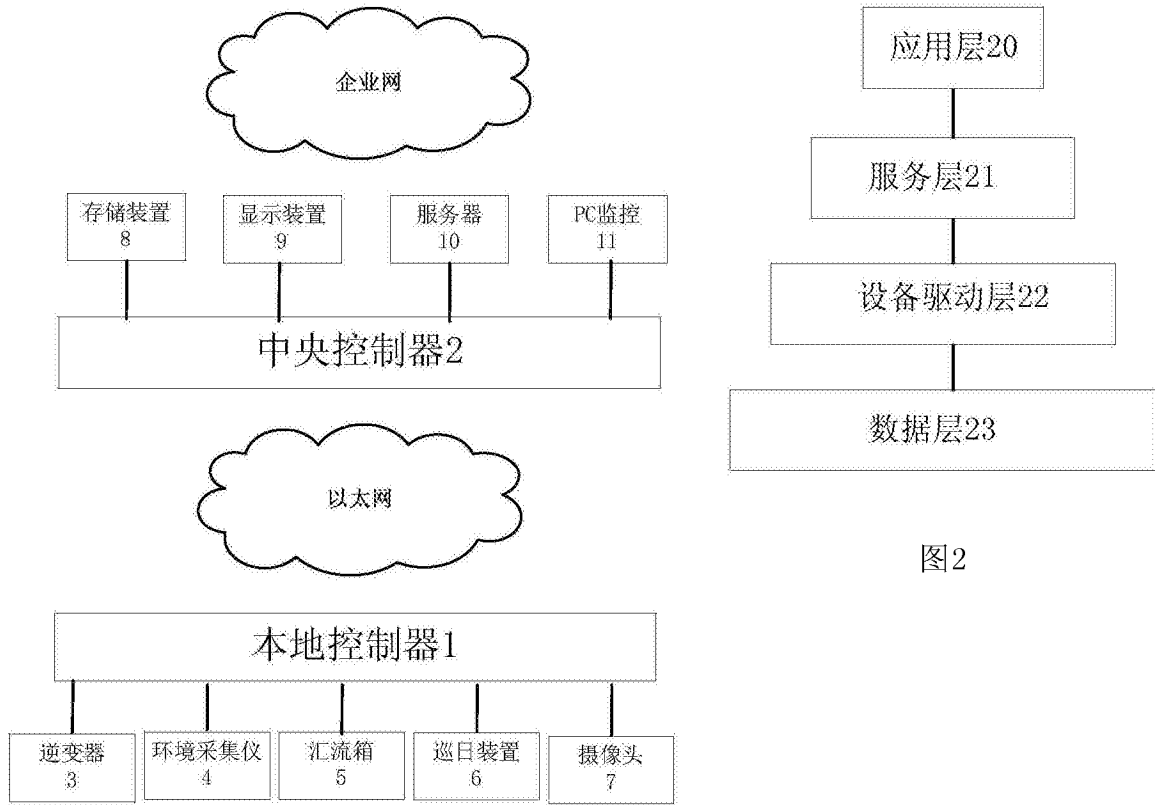 企业网
存储装置
8
显示装置
9
服务器
10
PC监控
11
中央控制器2
以太网
本地控制器1
逆变器
3
环境采集仪
4
汇流箱
5
巡日装置
6
摄像头
7
应用层20
服务层21
设备驱动层22
数据层23
图2